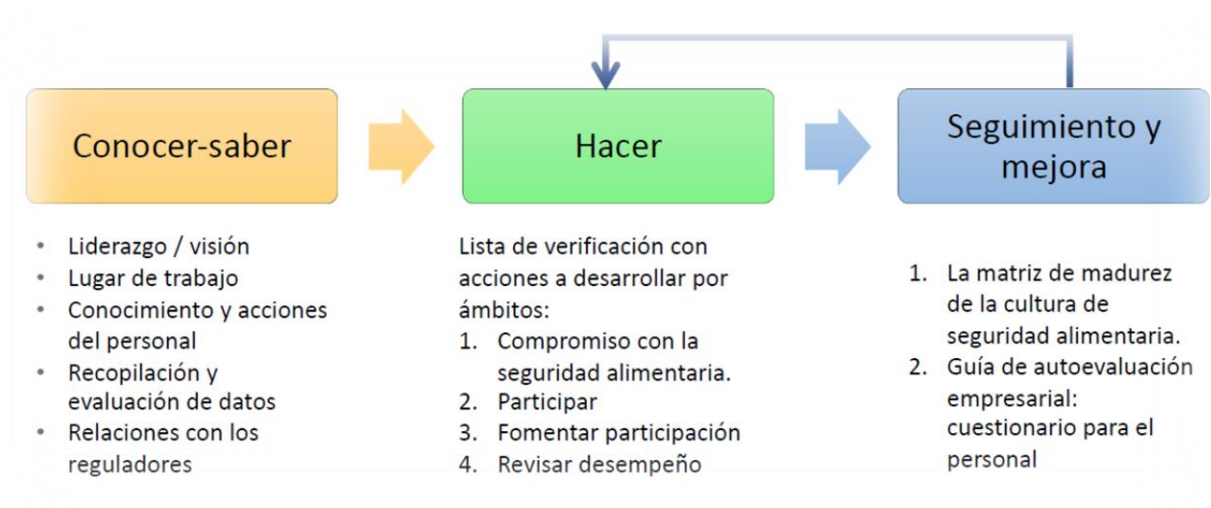 Conocer-saber
• Liderazgo / visión
• Lugar de trabajo
• Conocimiento y acciones
del personal
• Recopilación y
evaluación de datos
• Relaciones con los
reguladores
Hacer
Lista de verificación con
acciones a desarrollar por
ámbitos:
1. Compromiso con la
seguridad alimentaria.
2. Participar
3. Fomentar participación
4. Revisar desempeño
Seguimiento y
mejora
1. La matriz de madurez
de la cultura de
seguridad alimentaria.
2. Guía de autoevaluación
empresarial:
cuestionario para el
personal